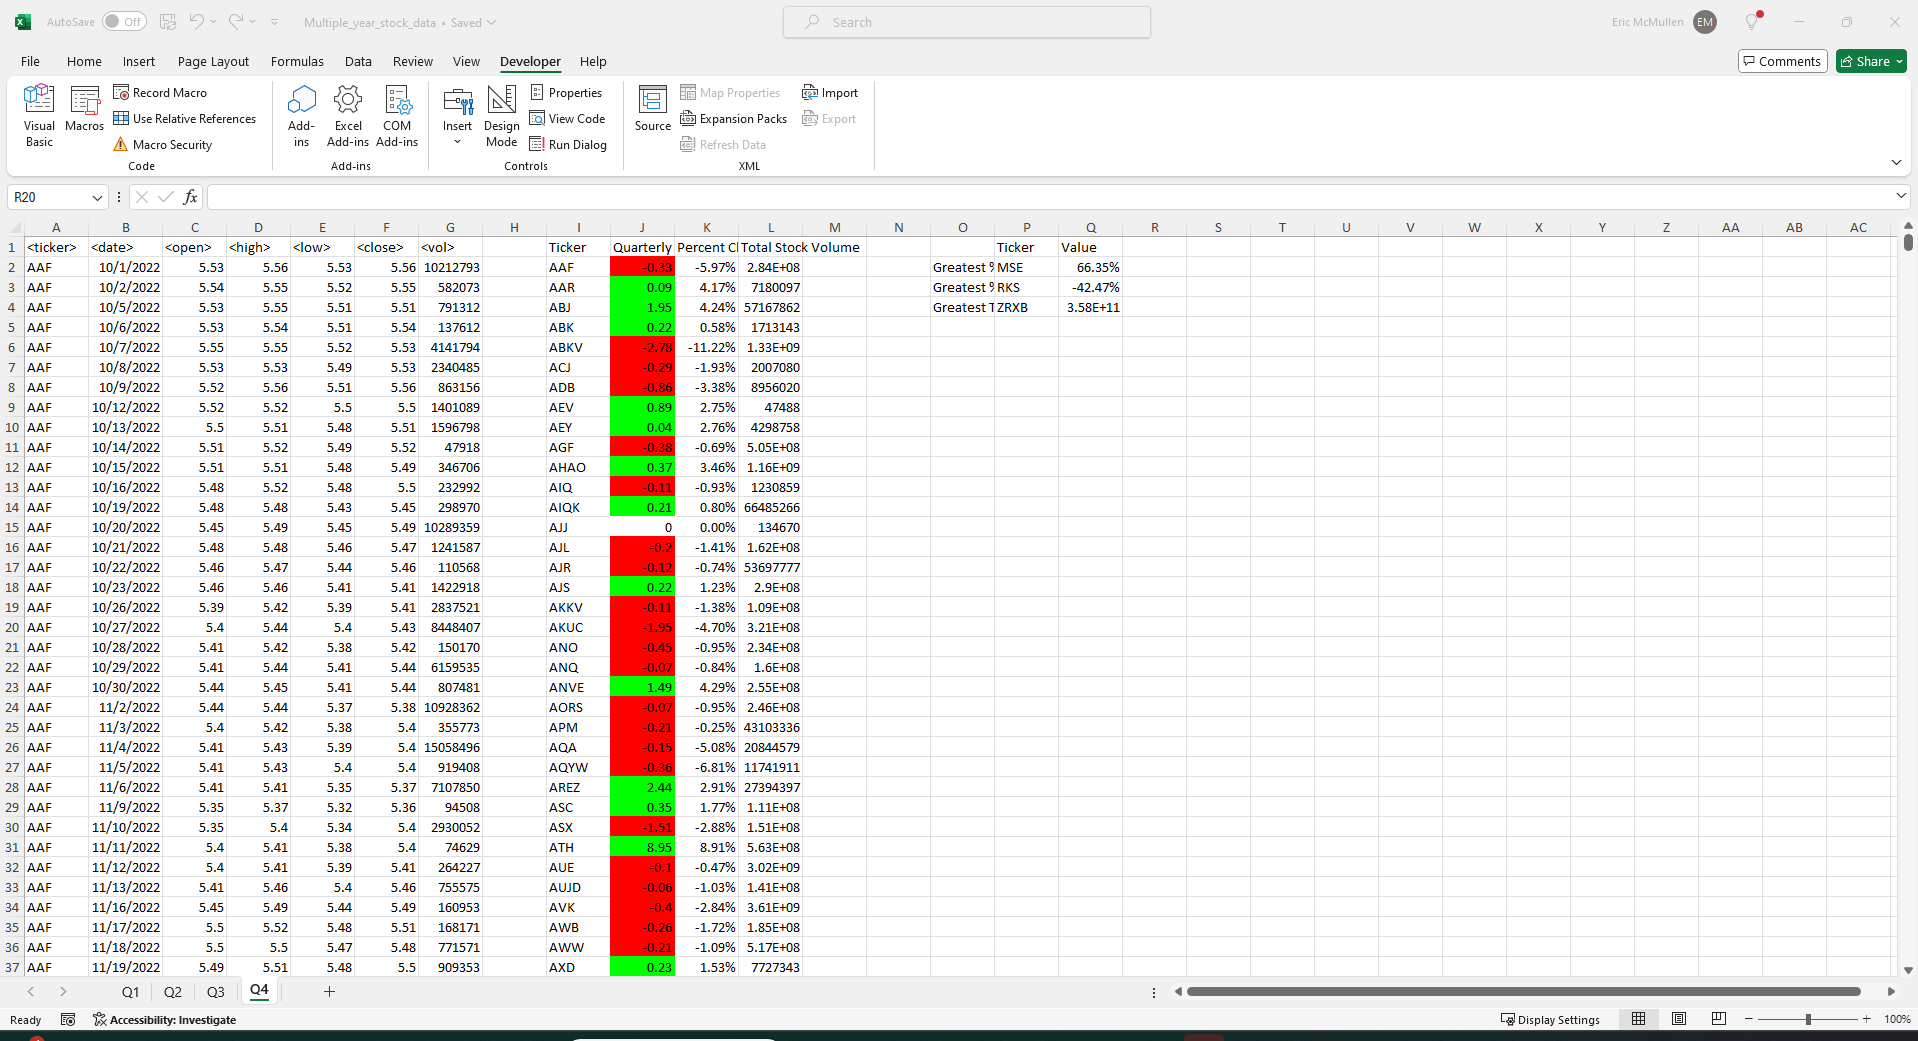 AutoSave Off Multiple_year_stock_data • Saved Search Eric McMullen EM
File Home Insert Page Layout Formulas Data Review View Developer Help Comments Share
Visual Basic Macros Record Macro Use Relative References Macro Security Code
Add-ins Excel Add-ins COM Add-ins Add-ins
Insert Design Mode Properties View Code Run Dialog Controls
Source Map Properties Expansion Packs Refresh Data Import Export XML
R20 fx
A B C D E F G H I J K L M N O P Q R S T U V W X Y Z AA AB AC
1 <ticker> <date> <open> <high> <low> <close> <vol> Ticker Quarterly Percent Cl Total Stock Volume Ticker Value
2 AAF 10/1/2022 5.53 5.56 5.53 5.56 10212793 AAF -0.33 -5.97% 2.84E+08 Greatest % MSE 66.35%
3 AAF 10/2/2022 5.54 5.55 5.52 5.55 582073 AAR 0.09 4.17% 7180097 Greatest % RKS -42.47%
4 AAF 10/5/2022 5.53 5.55 5.51 5.51 791312 ABJ 1.95 4.24% 57167862 Greatest T ZRXB 3.58E+11
5 AAF 10/6/2022 5.53 5.54 5.51 5.54 137612 ABK 0.22 0.58% 1713143
6 AAF 10/7/2022 5.55 5.55 5.52 5.53 4141794 ABKV -2.78 -11.22% 1.33E+09
7 AAF 10/8/2022 5.53 5.53 5.49 5.53 2340485 ACJ -0.29 -1.93% 2007080
8 AAF 10/9/2022 5.52 5.56 5.51 5.56 863156 ADB -0.86 -3.38% 8956020
9 AAF 10/12/2022 5.52 5.52 5.5 5.5 1401089 AEV 0.89 2.75% 47488
10 AAF 10/13/2022 5.5 5.51 5.48 5.51 1596798 AEY 0.04 2.76% 4298758
11 AAF 10/14/2022 5.51 5.52 5.49 5.52 47918 AGF -0.38 -0.69% 5.05E+08
12 AAF 10/15/2022 5.51 5.51 5.48 5.49 346706 AHAO 0.37 3.46% 1.16E+09
13 AAF 10/16/2022 5.48 5.52 5.48 5.5 232992 AIQ -0.11 -0.93% 1230859
14 AAF 10/19/2022 5.48 5.48 5.43 5.45 298970 AIQK 0.21 0.80% 66485266
15 AAF 10/20/2022 5.45 5.49 5.45 5.49 10289359 AJJ 0 0.00% 134670
16 AAF 10/21/2022 5.48 5.48 5.46 5.47 1241587 AJL -0.2 -1.41% 1.62E+08
17 AAF 10/22/2022 5.46 5.47 5.44 5.46 110568 AJR -0.12 -0.74% 53697777
18 AAF 10/23/2022 5.46 5.46 5.41 5.41 1422918 AJS 0.22 1.23% 2.9E+08
19 AAF 10/26/2022 5.39 5.42 5.39 5.41 2837521 AKKV -0.11 -1.38% 1.09E+08
20 AAF 10/27/2022 5.4 5.44 5.4 5.43 8448407 AKUC -1.95 -4.70% 3.21E+08
21 AAF 10/28/2022 5.41 5.42 5.38 5.42 150170 ANO -0.45 -0.95% 2.34E+08
22 AAF 10/29/2022 5.41 5.44 5.41 5.44 6159535 ANQ -0.07 -0.84% 1.6E+08
23 AAF 10/30/2022 5.44 5.45 5.41 5.44 807481 ANVE 1.49 4.29% 2.55E+08
24 AAF 11/2/2022 5.44 5.44 5.37 5.38 10928362 AORS -0.07 -0.95% 2.46E+08
25 AAF 11/3/2022 5.4 5.42 5.38 5.4 355773 APM -0.21 -0.25% 43103336
26 AAF 11/4/2022 5.41 5.43 5.39 5.4 15058496 AQA -0.15 -5.08% 20844579
27 AAF 11/5/2022 5.41 5.43 5.4 5.4 919408 AQYW -0.36 -6.81% 11741911
28 AAF 11/6/2022 5.41 5.41 5.35 5.37 7107850 AREZ 2.44 2.91% 27394397
29 AAF 11/9/2022 5.35 5.37 5.32 5.36 94508 ASC 0.35 1.77% 1.11E+08
30 AAF 11/10/2022 5.35 5.4 5.34 5.4 2930052 ASX -1.51 -2.88% 1.51E+08
31 AAF 11/11/2022 5.4 5.41 5.38 5.4 74629 ATH 8.95 8.91% 5.63E+08
32 AAF 11/12/2022 5.4 5.41 5.39 5.41 264227 AUE -0.1 -0.47% 3.02E+09
33 AAF 11/13/2022 5.41 5.46 5.4 5.46 755575 AUJD -0.06 -1.03% 1.41E+08
34 AAF 11/16/2022 5.45 5.49 5.44 5.49 160953 AVK -0.4 -2.84% 3.61E+09
35 AAF 11/17/2022 5.5 5.52 5.48 5.51 168171 AWB -0.26 -1.72% 1.85E+08
36 AAF 11/18/2022 5.5 5.5 5.47 5.48 771571 AWW -0.21 -1.09% 5.17E+08
37 AAF 11/19/2022 5.49 5.51 5.48 5.5 909353 AXD 0.23 1.53% 7727343
Q1 Q2 Q3 Q4 +
Ready Accessibility: Investigate Display Settings 100%